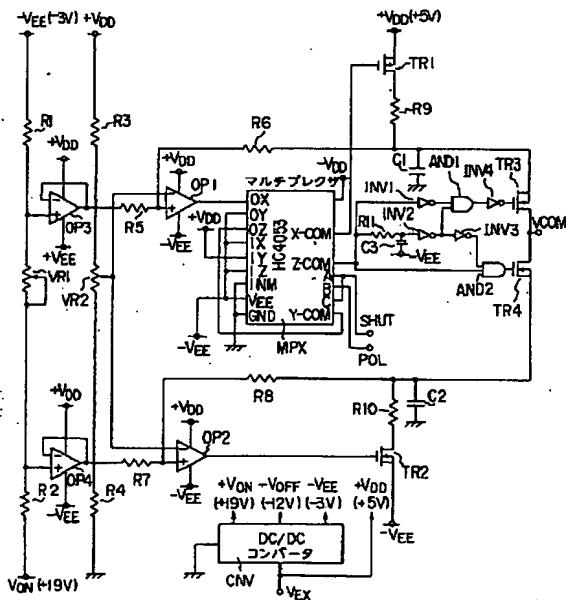 -VEE(-3V) +VDD
+VDD(+5V)
TR1
R1
R3
R6
R9
+VDD
+VDD
OP1
マルチプレクサ
-VDD
C1
AND1
INV4
TR3
INV1
OP3
R5
+VDD
-VEE
OX
OY
OZ
IX
IY
IZ
INM
VEE
GND
HC4053
X-COM
Z-COM
A
B
C
Y-COM
R11
INV2
C3
VEE
INV3
VCOM
+VEE
VR1
VR2
AND2
TR4
-VEE
MPX
SHUT
POL
R8
+VDD
+VDD
OP2
R10
C2
OP4
R7
TR2
R2
-VEE
R4
-VEE
+VON
(+19V)
-VOFF
(-12V)
-VEE
(-3V)
+VDD
(+5V)
-VEE
DC/DC
コンバータ
CNV
VEX
VON(+19V)